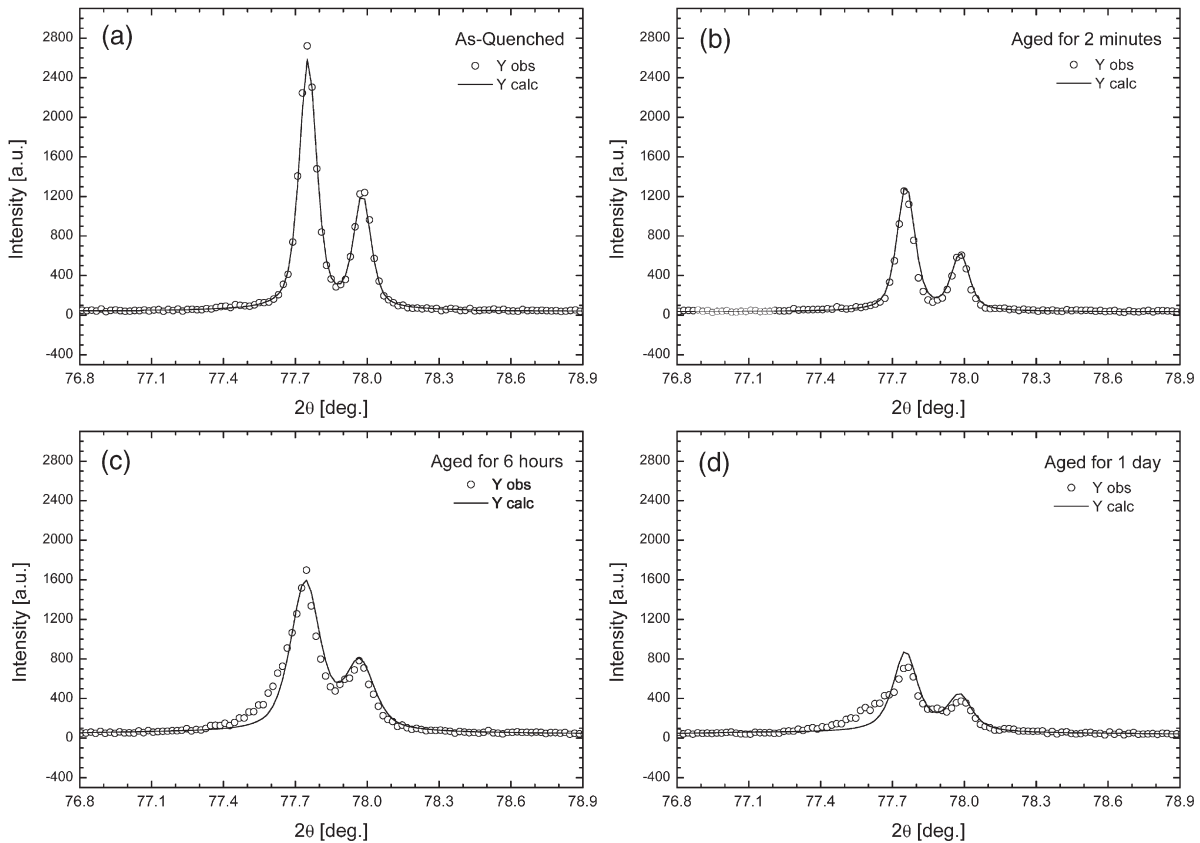 (a)
As-Quenched
Y obs
Y calc
Intensity [a.u.]
2800
2400
2000
1600
1200
800
400
0
-400
76.8 77.1 77.4 77.7 78.0 78.3 78.6 78.9
2θ [deg.]
(b)
Aged for 2 minutes
Y obs
Y calc
Intensity [a.u.]
2800
2400
2000
1600
1200
800
400
0
-400
76.8 77.1 77.4 77.7 78.0 78.3 78.6 78.9
2θ [deg.]
(c)
Aged for 6 hours
Y obs
Y calc
Intensity [a.u.]
2800
2400
2000
1600
1200
800
400
0
-400
76.8 77.1 77.4 77.7 78.0 78.3 78.6 78.9
2θ [deg.]
(d)
Aged for 1 day
Y obs
Y calc
Intensity [a.u.]
2800
2400
2000
1600
1200
800
400
0
-400
76.8 77.1 77.4 77.7 78.0 78.3 78.6 78.9
2θ [deg.]